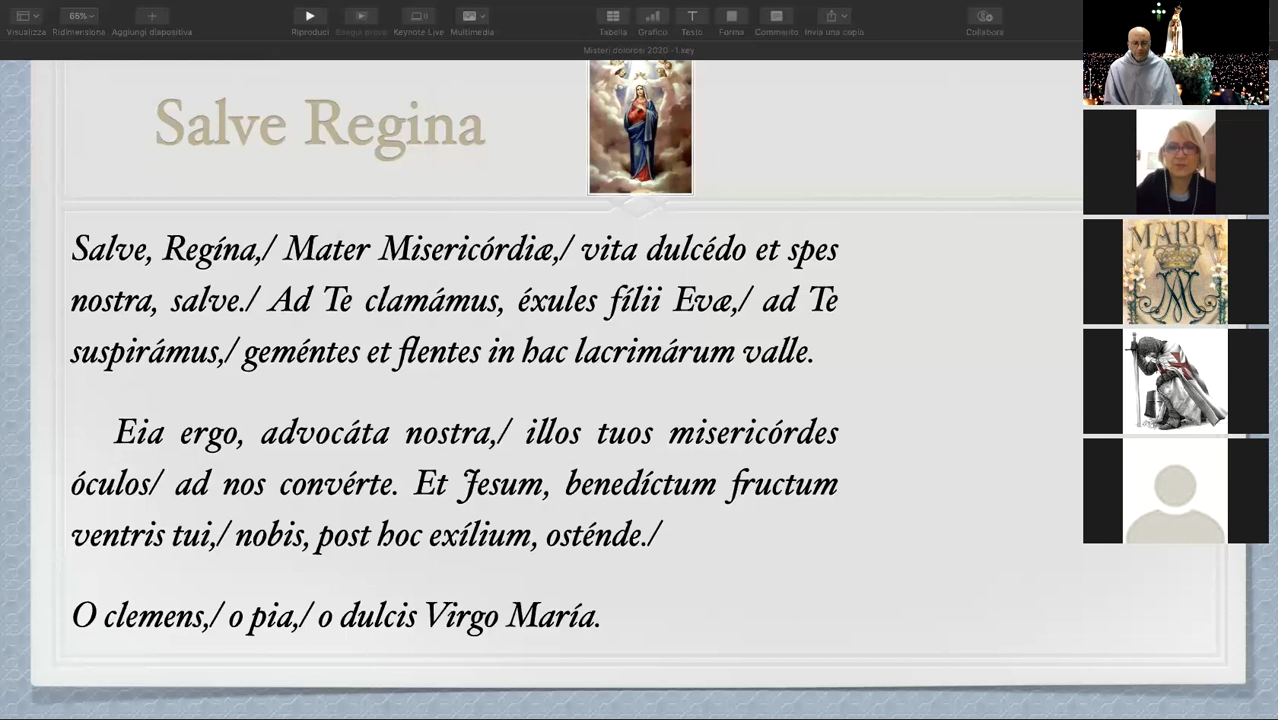 65%
Visualizza
Ridimensiona
Aggiungi diapositiva
Riproduci
Esegui prova
Keynote Live
Multimedia
Tabella
Grafico
Testo
Forma
Commento
Invia una copia
Collabora
Misteri dolorosi 2020 -1.key
Salve Regina
Salve, Regína,/ Mater Misericórdiæ,/ vita dulcédo et spes
nostra, salve./ Ad Te clamámus, éxules fílii Evæ,/ ad Te
suspirámus,/ geméntes et flentes in hac lacrimárum valle.
Eia ergo, advocáta nostra,/ illos tuos misericórdes
óculos/ ad nos convérte. Et Jesum, benedíctum fructum
ventris tui,/ nobis, post hoc exílium, osténde./
O clemens,/ o pia,/ o dulcis Virgo María.
MARIÆ